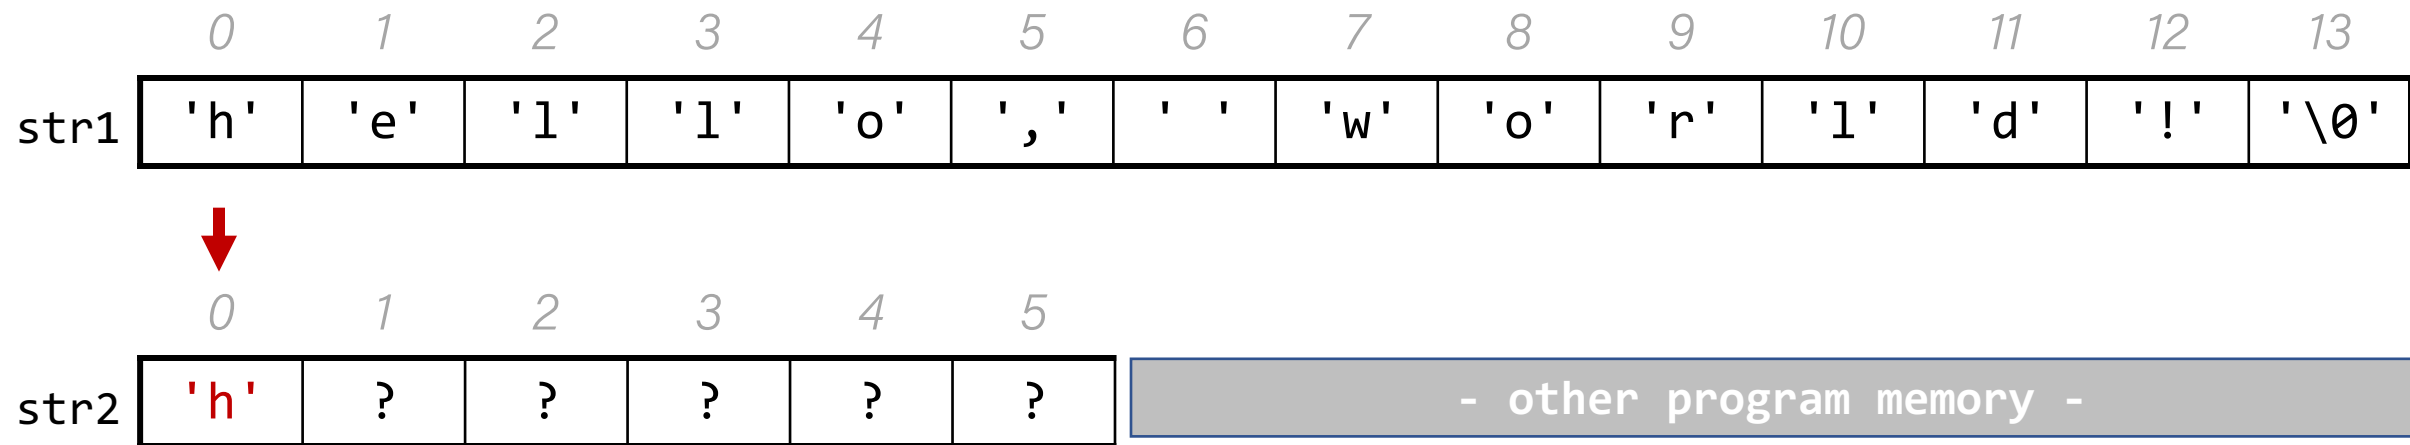 0 1 2 3 4 5 6 7 8 9 10 11 12 13
str1 'h' 'e' 'l' 'l' 'o' ',' ' ' 'w' 'o' 'r' 'l' 'd' '!' '\0'
0 1 2 3 4 5
str2 'h' ? ? ? ? ? - other program memory -